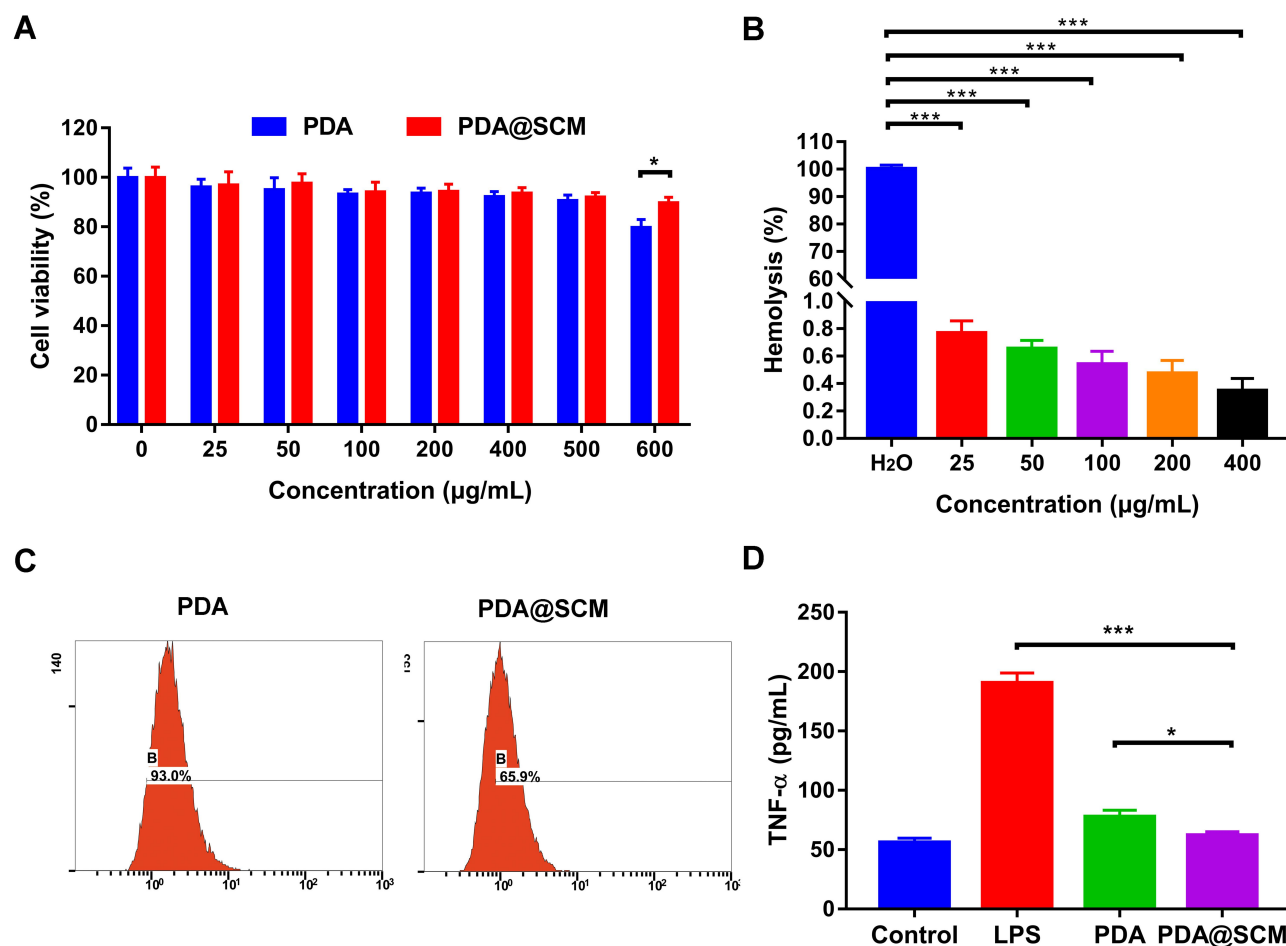 A
PDA PDA@SCM
*
Cell viability (%)
120
100
80
60
40
20
0
0 25 50 100 200 400 500 600
Concentration (µg/mL)
B
***
***
***
***
***
Hemolysis (%)
110
100
90
80
70
60
1.0
0.8
0.6
0.4
0.2
0.0
H2O 25 50 100 200 400
Concentration (µg/mL)
C
PDA
140
B
93.0%
10⁰ 10¹ 10² 10³
PDA@SCM
B
65.9%
10⁰ 10¹ 10²
D
***
*
TNF-α (pg/mL)
250
200
150
100
50
0
Control LPS PDA PDA@SCM